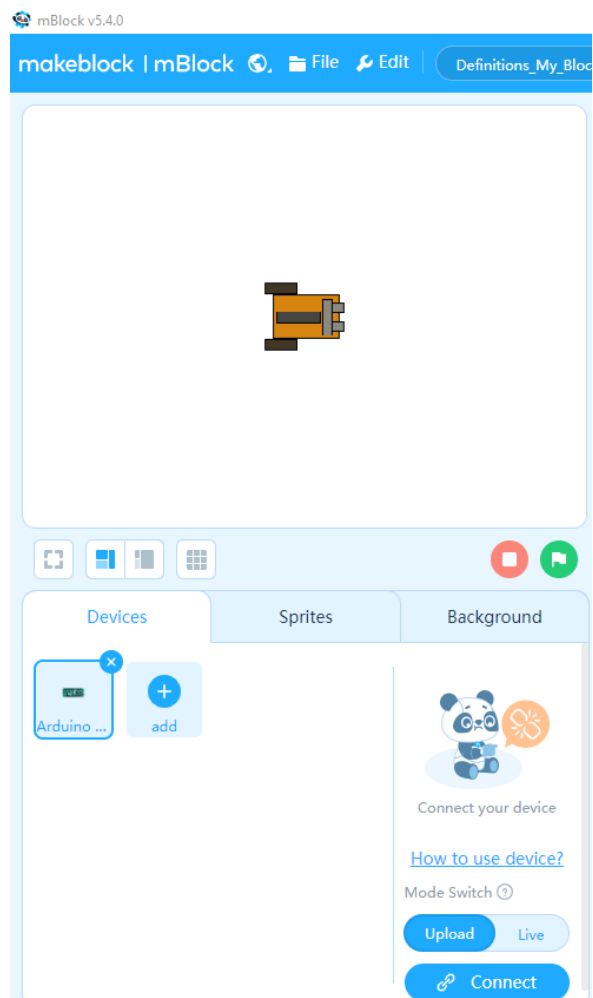 mBlock v5.4.0
makeblock | mBlock File Edit Definitions_My_Bloc
Devices Sprites Background
Arduino ... add
Connect your device
How to use device?
Mode Switch ?
Upload Live
Connect